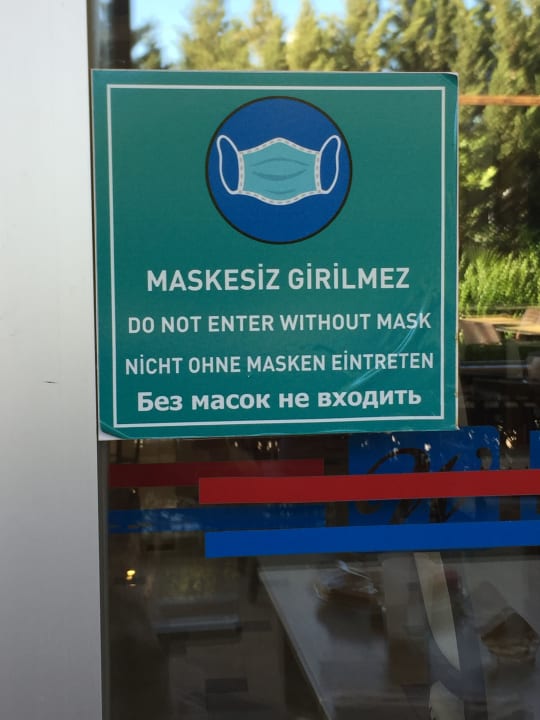 MASKESİZ GİRİLMEZ
DO NOT ENTER WITHOUT MASK
NİCHT OHNE MASKEN EİNTRETEN
Без масок не входить